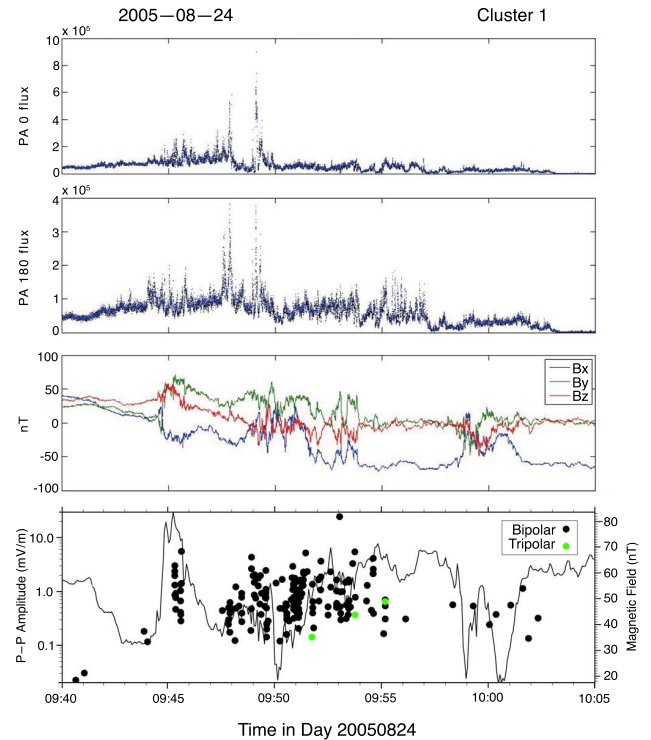 2005—08—24 Cluster 1
x 10⁵
10
8
6
4
2
0
PA 0 flux
x 10⁵
4
3
2
1
0
PA 180 flux
100
50
0
-50
-100
nT
Bx
By
Bz
10.0
1.0
0.1
P−P Amplitude (mV/m)
Bipolar
Tripolar
80
70
60
50
40
30
20
Magnetic Field (nT)
09:40 09:45 09:50 09:55 10:00 10:05
Time in Day 20050824